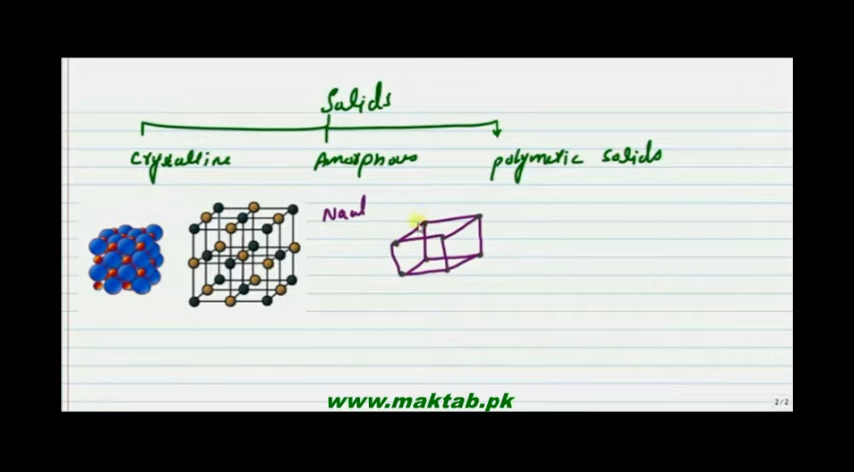 Solids
Crystalline Amorphous polymeric solids
Nacl
www.maktab.pk
2/2